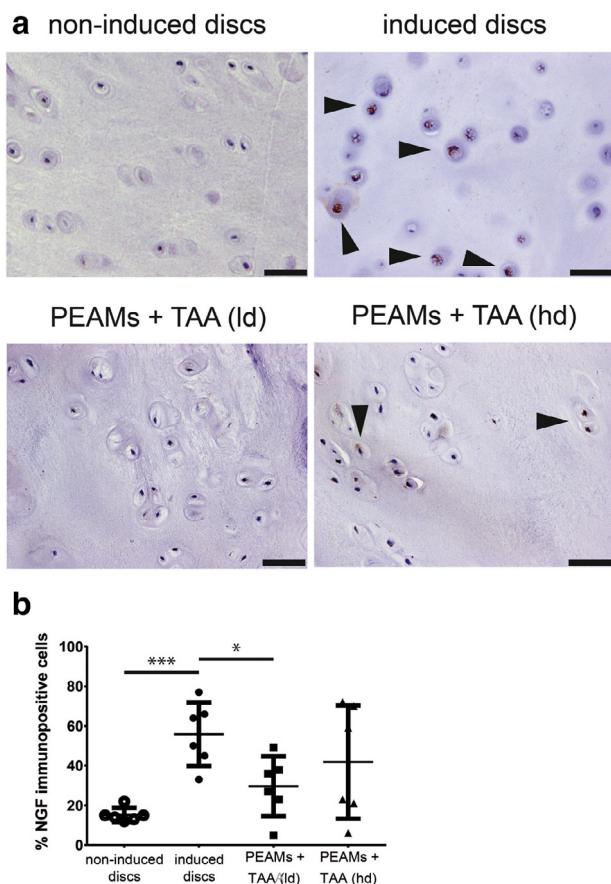 a
non-induced discs
induced discs
PEAMs + TAA (ld)
PEAMs + TAA (hd)
b
% NGF immunopositive cells
100
80
60
40
20
0
***
*
non-induced
discs
induced
discs
PEAMs +
TAA (ld)
PEAMs +
TAA (hd)